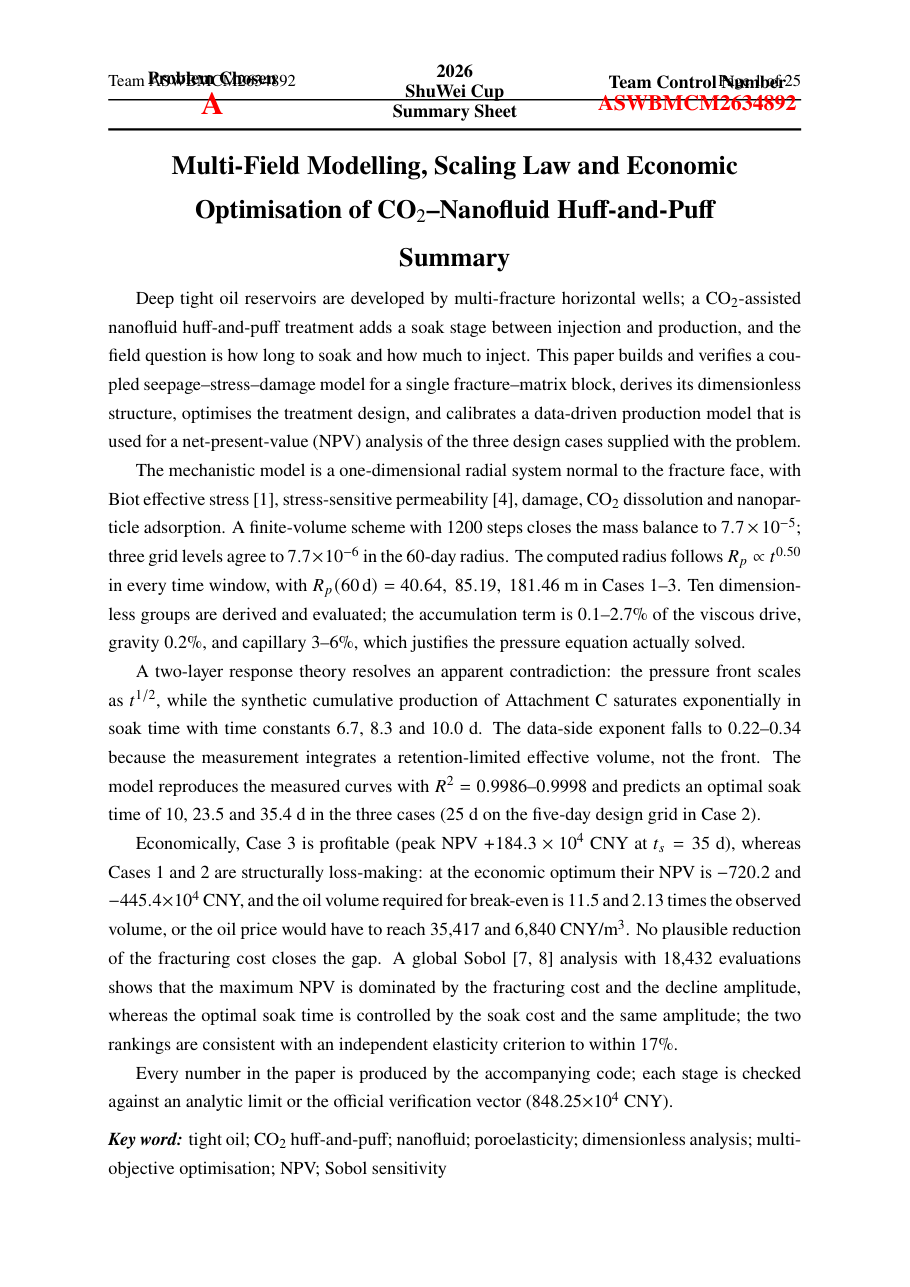 Team ASWBMCM2634892
Problem Chosen
A
2026
ShuWei Cup
Summary Sheet
Page 1 of 25
Team Control Number
ASWBMCM2634892
Multi-Field Modelling, Scaling Law and Economic
Optimisation of CO₂–Nanofluid Huff-and-Puff
Summary
Deep tight oil reservoirs are developed by multi-fracture horizontal wells; a CO₂-assisted
nanofluid huff-and-puff treatment adds a soak stage between injection and production, and the
field question is how long to soak and how much to inject. This paper builds and verifies a cou-
pled seepage–stress–damage model for a single fracture–matrix block, derives its dimensionless
structure, optimises the treatment design, and calibrates a data-driven production model that is
used for a net-present-value (NPV) analysis of the three design cases supplied with the problem.
The mechanistic model is a one-dimensional radial system normal to the fracture face, with
Biot effective stress [1], stress-sensitive permeability [4], damage, CO₂ dissolution and nanopar-
ticle adsorption. A finite-volume scheme with 1200 steps closes the mass balance to 7.7 × 10⁻⁵;
three grid levels agree to 7.7×10⁻⁶ in the 60-day radius. The computed radius follows Rₚ ∝ t⁰·⁵⁰
in every time window, with Rₚ(60 d) = 40.64, 85.19, 181.46 m in Cases 1–3. Ten dimension-
less groups are derived and evaluated; the accumulation term is 0.1–2.7% of the viscous drive,
gravity 0.2%, and capillary 3–6%, which justifies the pressure equation actually solved.
A two-layer response theory resolves an apparent contradiction: the pressure front scales
as t^{1/2}, while the synthetic cumulative production of Attachment C saturates exponentially in
soak time with time constants 6.7, 8.3 and 10.0 d. The data-side exponent falls to 0.22–0.34
because the measurement integrates a retention-limited effective volume, not the front. The
model reproduces the measured curves with R² = 0.9986–0.9998 and predicts an optimal soak
time of 10, 23.5 and 35.4 d in the three cases (25 d on the five-day design grid in Case 2).
Economically, Case 3 is profitable (peak NPV +184.3 × 10⁴ CNY at tₛ = 35 d), whereas
Cases 1 and 2 are structurally loss-making: at the economic optimum their NPV is −720.2 and
−445.4×10⁴ CNY, and the oil volume required for break-even is 11.5 and 2.13 times the observed
volume, or the oil price would have to reach 35,417 and 6,840 CNY/m³. No plausible reduction
of the fracturing cost closes the gap. A global Sobol [7, 8] analysis with 18,432 evaluations
shows that the maximum NPV is dominated by the fracturing cost and the decline amplitude,
whereas the optimal soak time is controlled by the soak cost and the same amplitude; the two
rankings are consistent with an independent elasticity criterion to within 17%.
Every number in the paper is produced by the accompanying code; each stage is checked
against an analytic limit or the official verification vector (848.25×10⁴ CNY).
Key word: tight oil; CO₂ huff-and-puff; nanofluid; poroelasticity; dimensionless analysis; multi-
objective optimisation; NPV; Sobol sensitivity